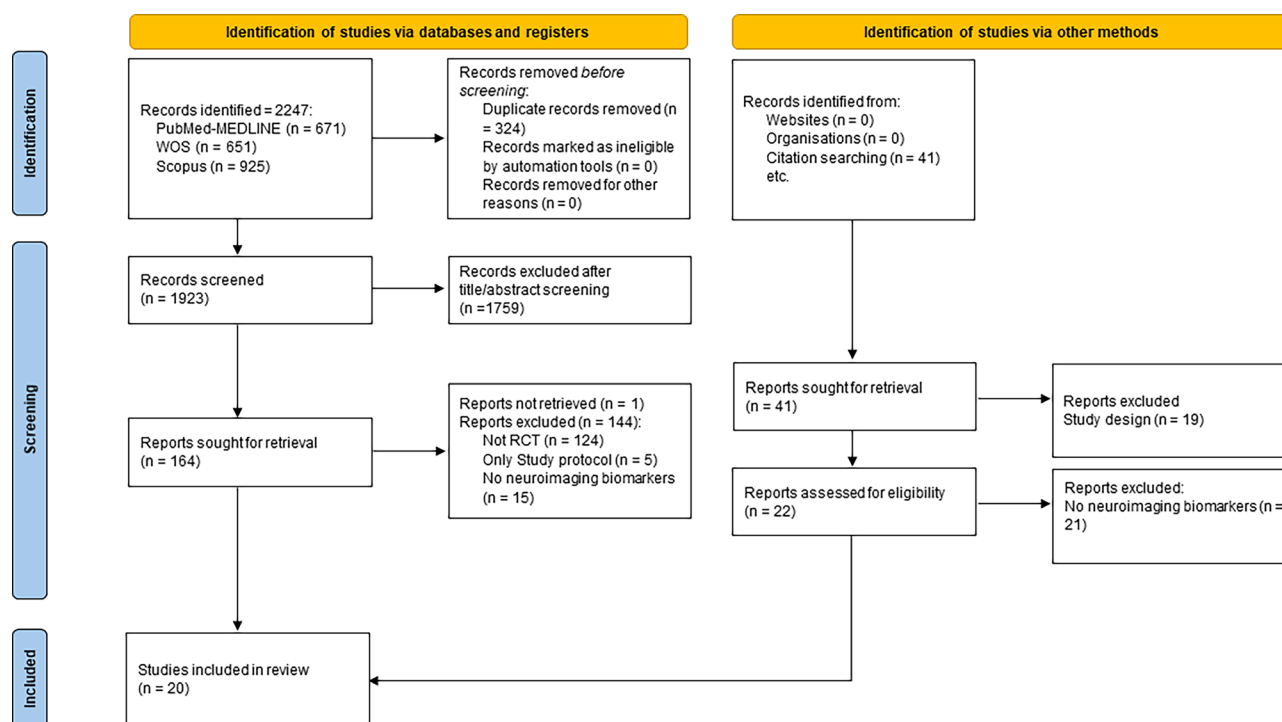 Identification of studies via databases and registers
Identification of studies via other methods
Identification
Records identified = 2247:
PubMed-MEDLINE (n = 671)
WOS (n = 651)
Scopus (n = 925)
Records removed before
screening:
Duplicate records removed (n
= 324)
Records marked as ineligible
by automation tools (n = 0)
Records removed for other
reasons (n = 0)
Records identified from:
Websites (n = 0)
Organisations (n = 0)
Citation searching (n = 41)
etc.
Screening
Records screened
(n = 1923)
Records excluded after
title/abstract screening
(n =1759)
Reports sought for retrieval
(n = 164)
Reports not retrieved (n = 1)
Reports excluded (n = 144):
Not RCT (n = 124)
Only Study protocol (n = 5)
No neuroimaging biomarkers
(n = 15)
Reports sought for retrieval
(n = 41)
Reports excluded
Study design (n = 19)
Reports assessed for eligibility
(n = 22)
Reports excluded:
No neuroimaging biomarkers (n =
21)
Included
Studies included in review
(n = 20)